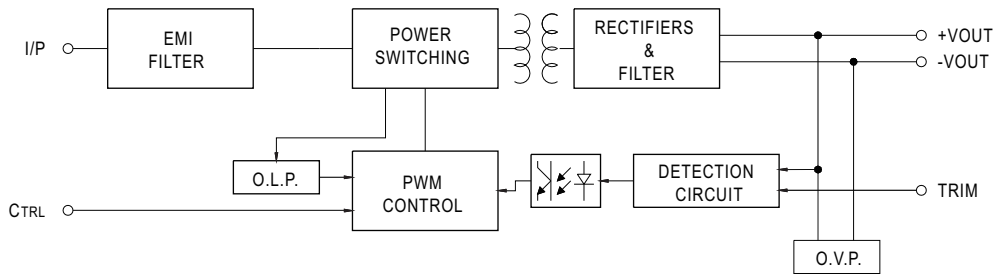 I/P
EMI
FILTER
POWER
SWITCHING
RECTIFIERS
&
FILTER
+VOUT
-VOUT
O.L.P.
PWM
CONTROL
DETECTION
CIRCUIT
TRIM
CTRL
O.V.P.